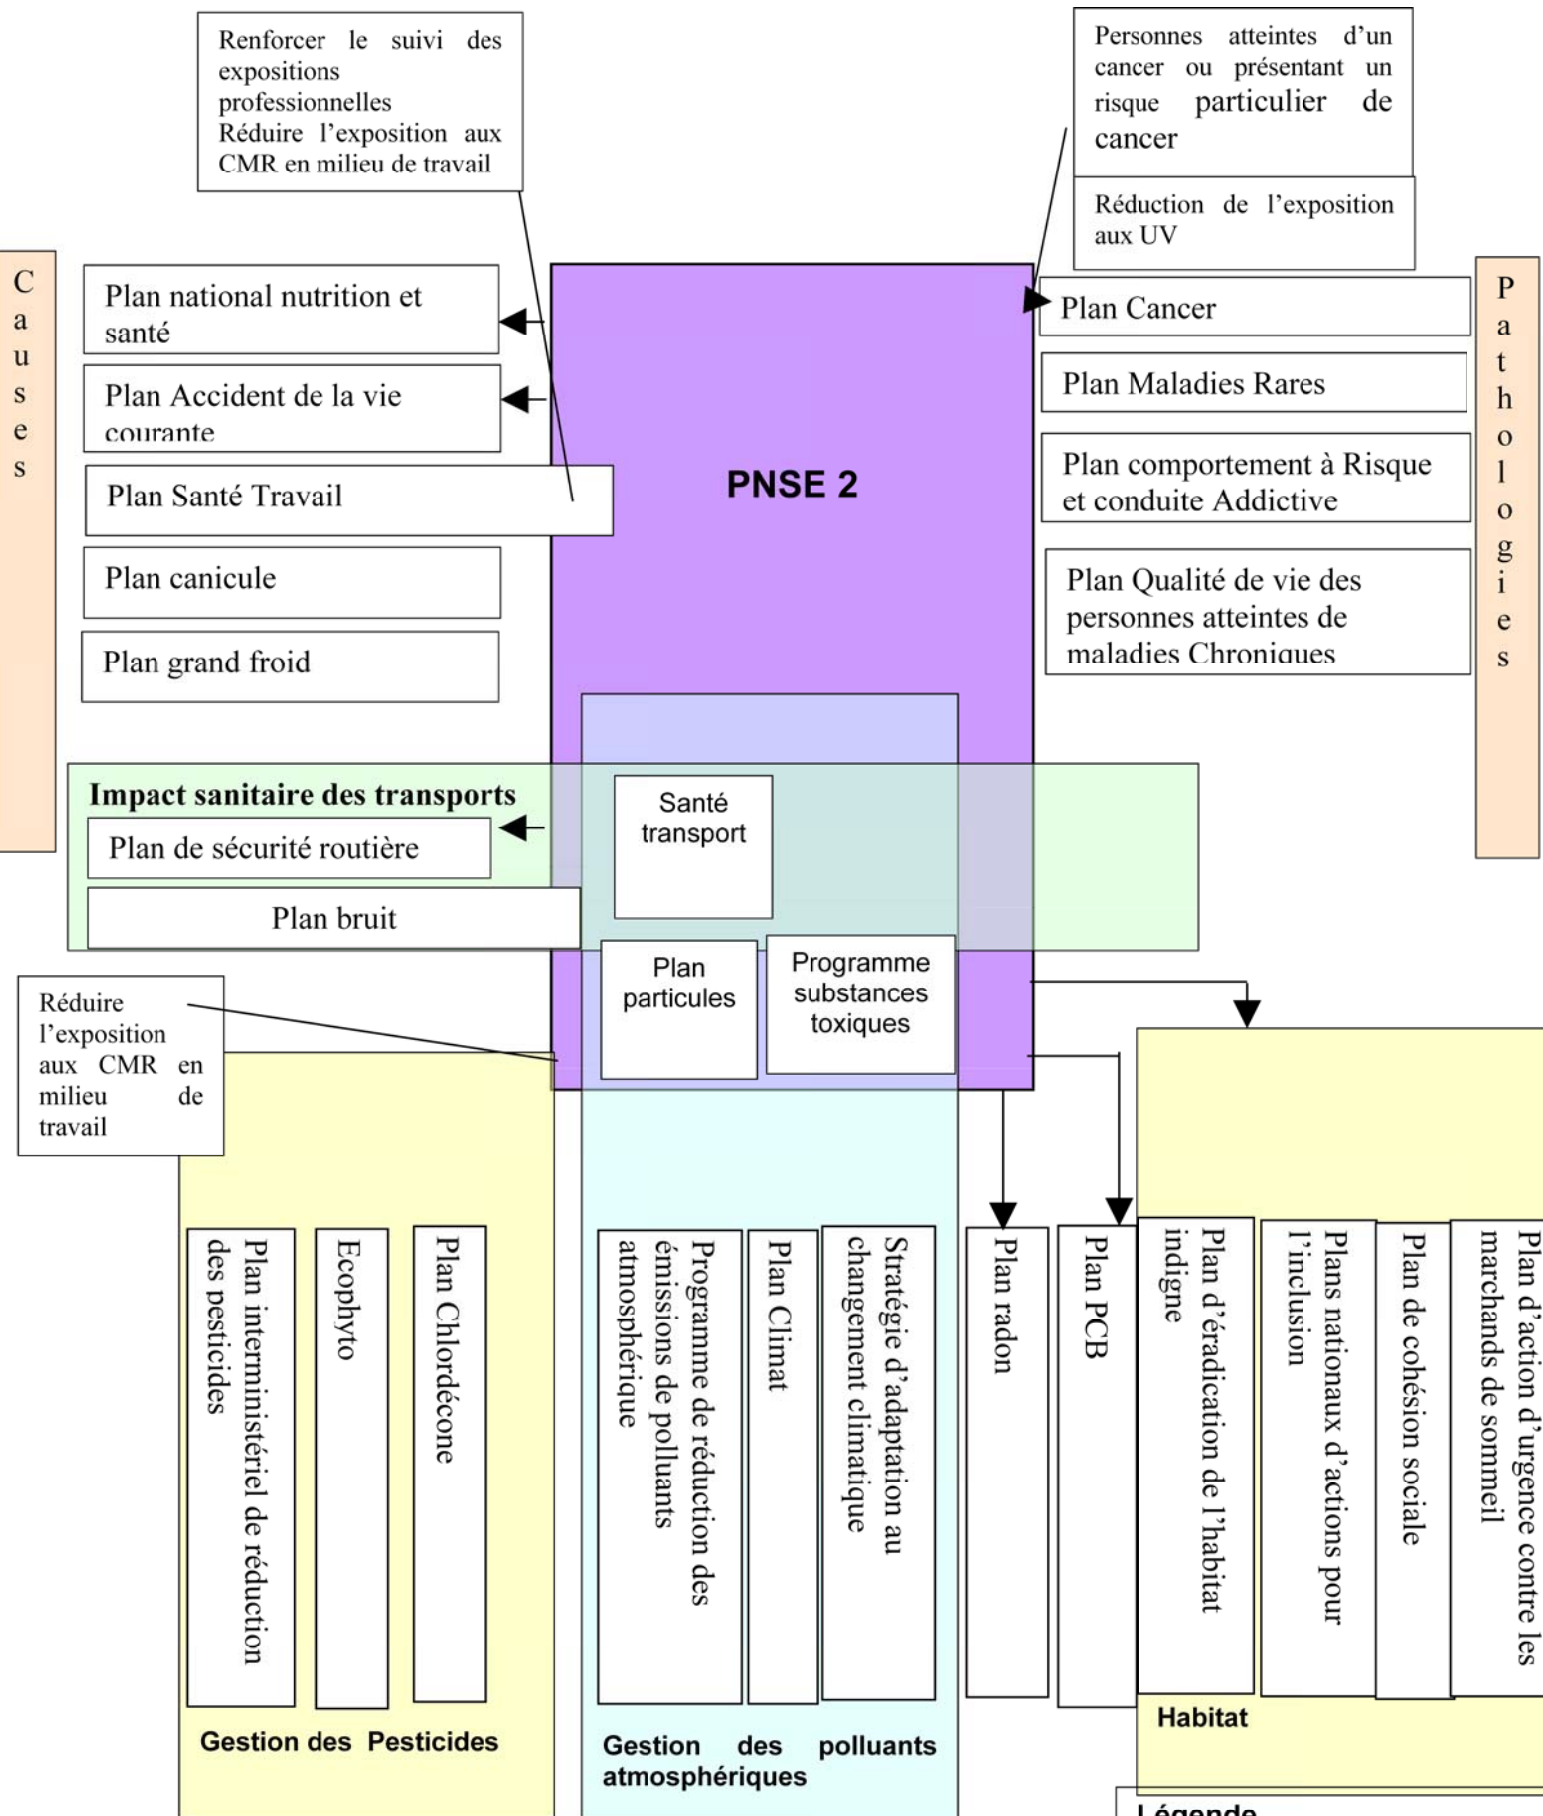 Renforcer le suivi des
expositions
professionnelles
Réduire l'exposition aux
CMR en milieu de travail
Personnes atteintes d'un
cancer ou présentant un
risque particulier de
cancer
Réduction de l'exposition
aux UV
Causes
Plan national nutrition et
santé
Plan Accident de la vie
courante
Plan Santé Travail
Plan canicule
Plan grand froid
PNSE 2
Plan Cancer
Plan Maladies Rares
Plan comportement à Risque
et conduite Addictive
Plan Qualité de vie des
personnes atteintes de
maladies Chroniques
Pathologies
Impact sanitaire des transports
Plan de sécurité routière
Plan bruit
Santé
transport
Plan
particules
Programme
substances
toxiques
Réduire
l'exposition
aux CMR en
milieu de
travail
Plan interministériel de réduction
des pesticides
Ecophyto
Plan Chlordécone
Gestion des Pesticides
Programme de réduction des
émissions de polluants
atmosphérique
Plan Climat
Stratégie d'adaptation au
changement climatique
Gestion des polluants
atmosphériques
Plan radon
Plan PCB
Plan d'éradication de l'habitat
indigne
Plans nationaux d'actions pour
l'inclusion
Plan de cohésion sociale
Plan d'action d'urgence contre les
marchands de sommeil
Habitat
Légende